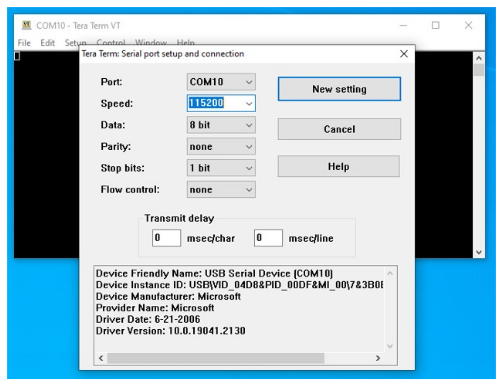 COM10 - Tera Term VT
File Edit Setup Control Window Help
Tera Term: Serial port setup and connection
Port: COM10
New setting
Speed: 115200
Data: 8 bit
Cancel
Parity: none
Stop bits: 1 bit
Help
Flow control: none
Transmit delay
0 msec/char 0 msec/line
Device Friendly Name: USB Serial Device (COM10)
Device Instance ID: USB\VID_04D8&PID_00DF&MI_00\7&3B0E
Device Manufacturer: Microsoft
Provider Name: Microsoft
Driver Date: 6-21-2006
Driver Version: 10.0.19041.2130